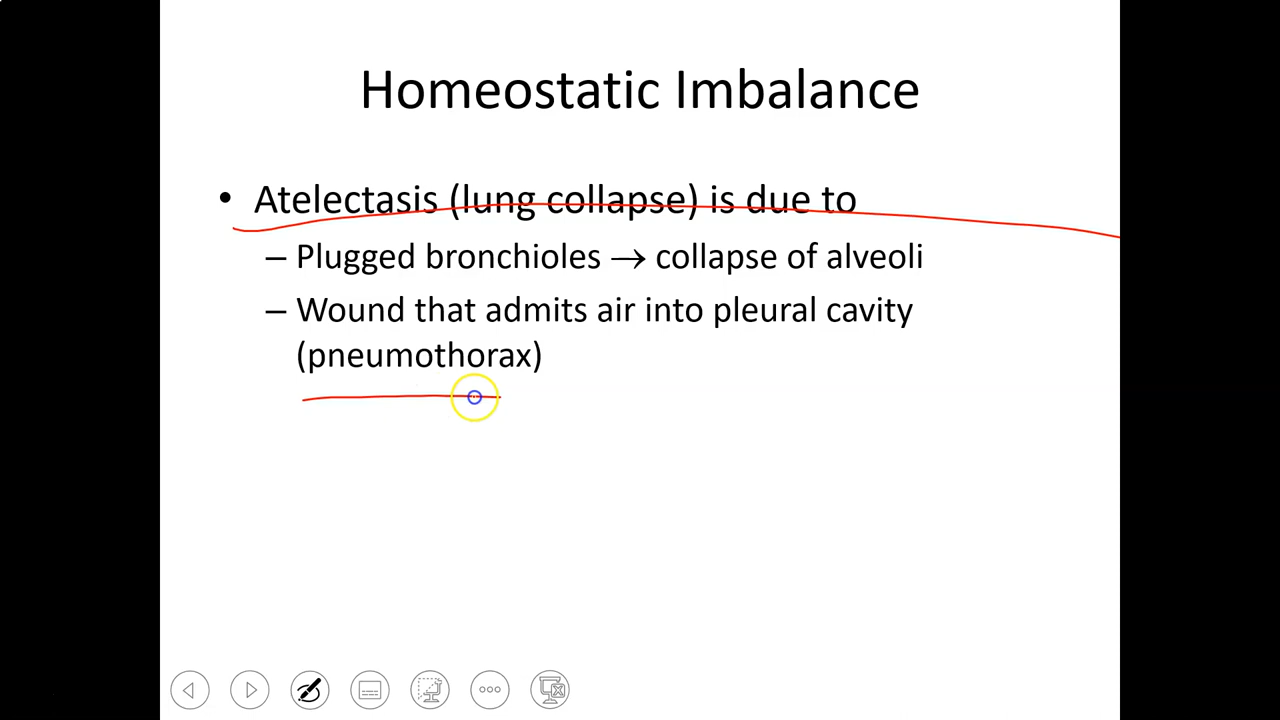 Homeostatic Imbalance
• Atelectasis (lung collapse) is due to
– Plugged bronchioles → collapse of alveoli
– Wound that admits air into pleural cavity
(pneumothorax)